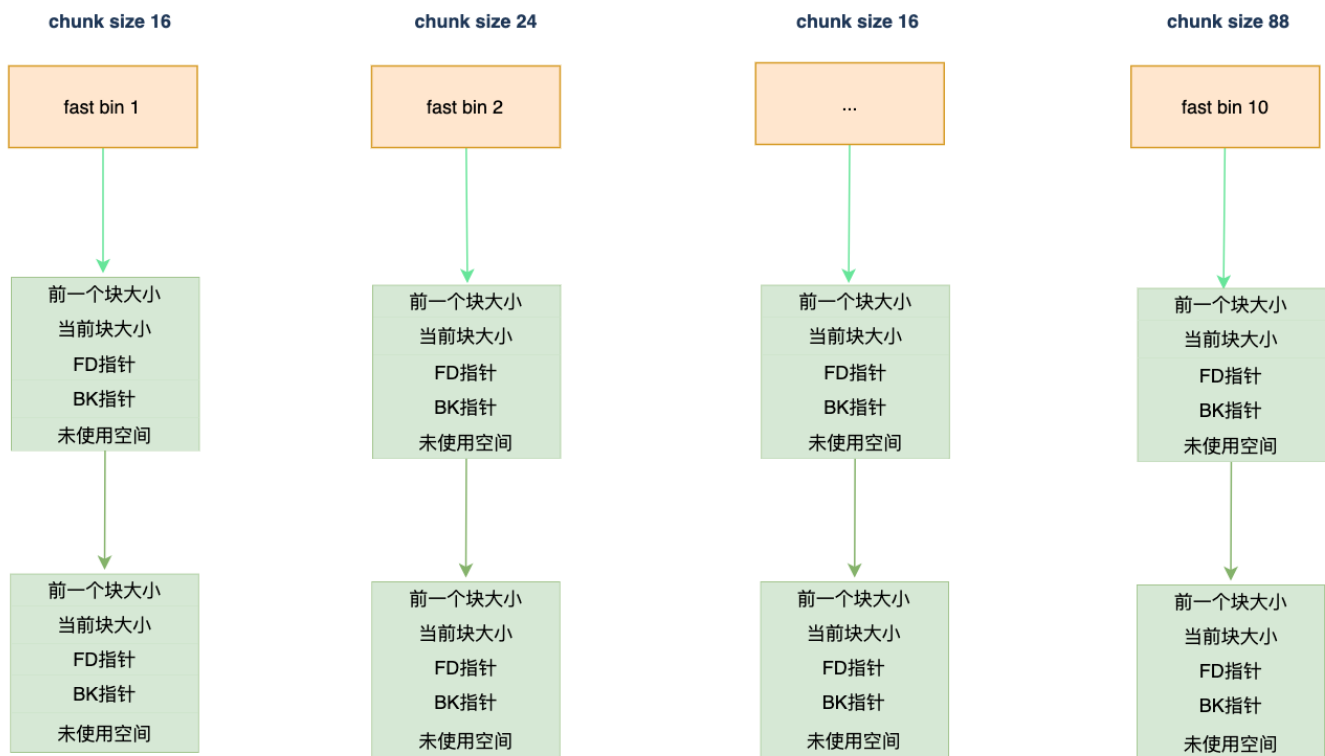 chunk size 16
chunk size 24
chunk size 16
chunk size 88
fast bin 1
fast bin 2
...
fast bin 10
前一个块大小
当前块大小
FD指针
BK指针
未使用空间
前一个块大小
当前块大小
FD指针
BK指针
未使用空间
前一个块大小
当前块大小
FD指针
BK指针
未使用空间
前一个块大小
当前块大小
FD指针
BK指针
未使用空间
前一个块大小
当前块大小
FD指针
BK指针
未使用空间
前一个块大小
当前块大小
FD指针
BK指针
未使用空间
前一个块大小
当前块大小
FD指针
BK指针
未使用空间
前一个块大小
当前块大小
FD指针
BK指针
未使用空间